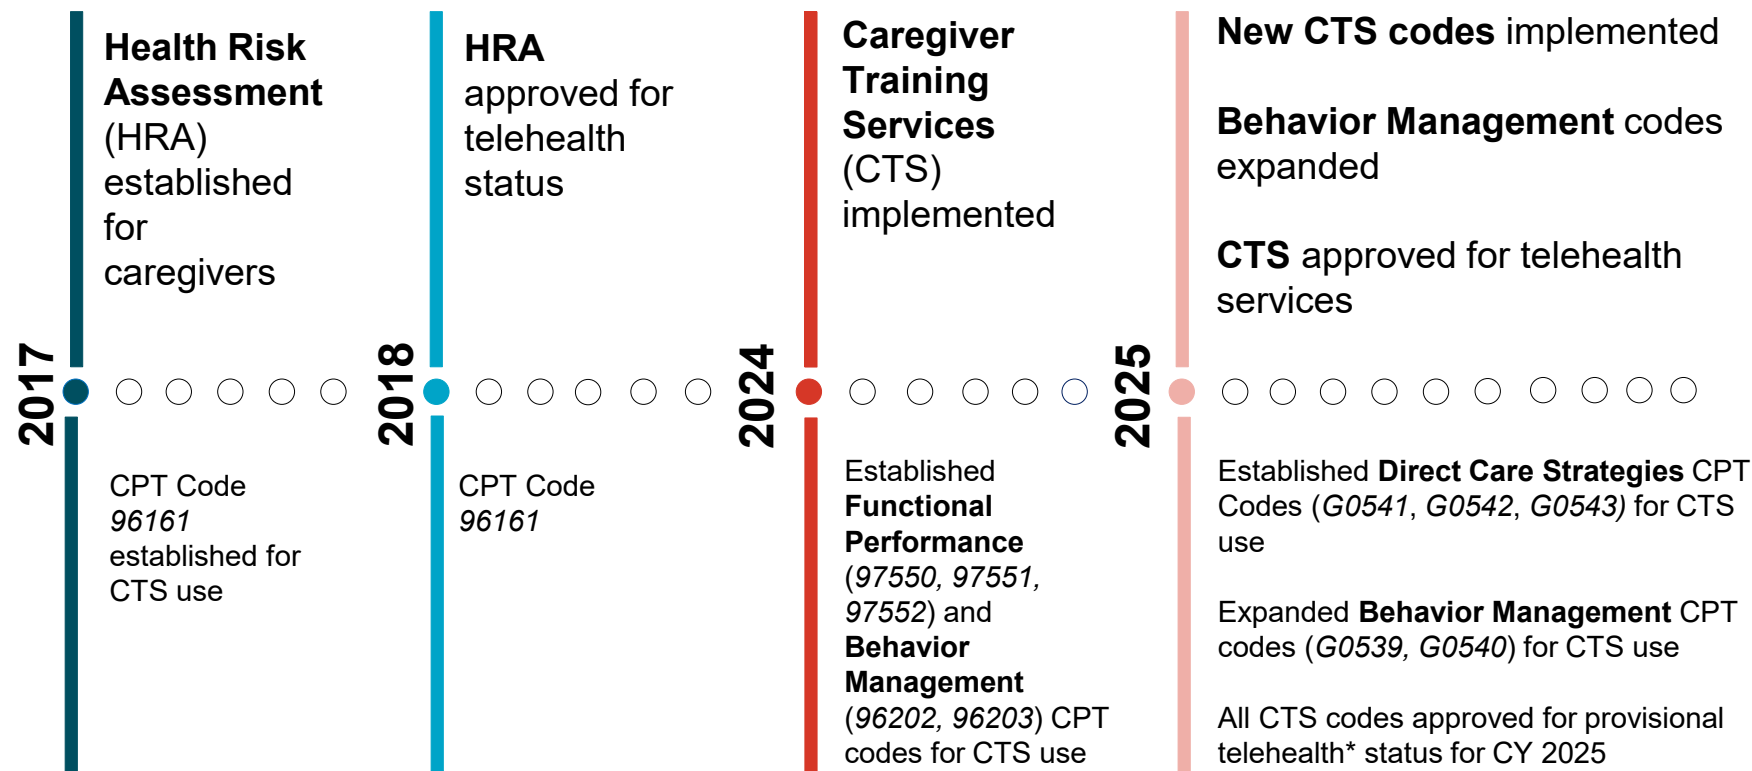 2017
Health Risk
Assessment
(HRA)
established
for
caregivers
CPT Code
96161
established for
CTS use
2018
HRA
approved for
telehealth
status
CPT Code
96161
2024
Caregiver
Training
Services
(CTS)
implemented
Established
Functional
Performance
(97550, 97551,
97552) and
Behavior
Management
(96202, 96203) CPT
codes for CTS use
2025
New CTS codes implemented
Behavior Management codes
expanded
CTS approved for telehealth
services
Established Direct Care Strategies CPT
Codes (G0541, G0542, G0543) for CTS
use
Expanded Behavior Management CPT
codes (G0539, G0540) for CTS use
All CTS codes approved for provisional
telehealth* status for CY 2025